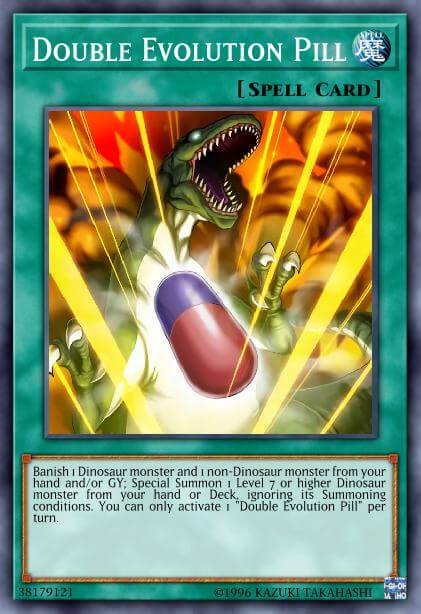 DOUBLE EVOLUTION PILL
SPELL
魔
[SPELL CARD]
Banish 1 Dinosaur monster and 1 non-Dinosaur monster from your
hand and/or GY; Special Summon 1 Level 7 or higher Dinosaur
monster from your hand or Deck, ignoring its Summoning
conditions. You can only activate 1 "Double Evolution Pill" per
turn.
38179121
©1996 KAZUKI TAKAHASHI